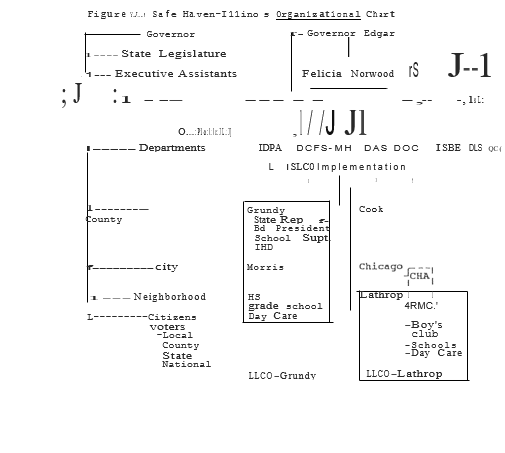 Figure Safe Haven-Illinois Organizational Chart
Governor
Governor Edgar
State Legislature
Executive Assistants
Felicia Norwood
J--1
Departments
IDPA DCFS-MH DAS DOC ISBE DLS
Implementation
County
Grundy
State Rep
Bd President
School Supt
IHD
Cook
city
Morris
Chicago
CHA
Neighborhood
HS
grade school
Day Care
Lathrop
4RMC.'
-Boy's
club
-Schools
-Day Care
Citizens
voters
-Local
County
State
National
LLCO-Grundy
LLCO-Lathrop